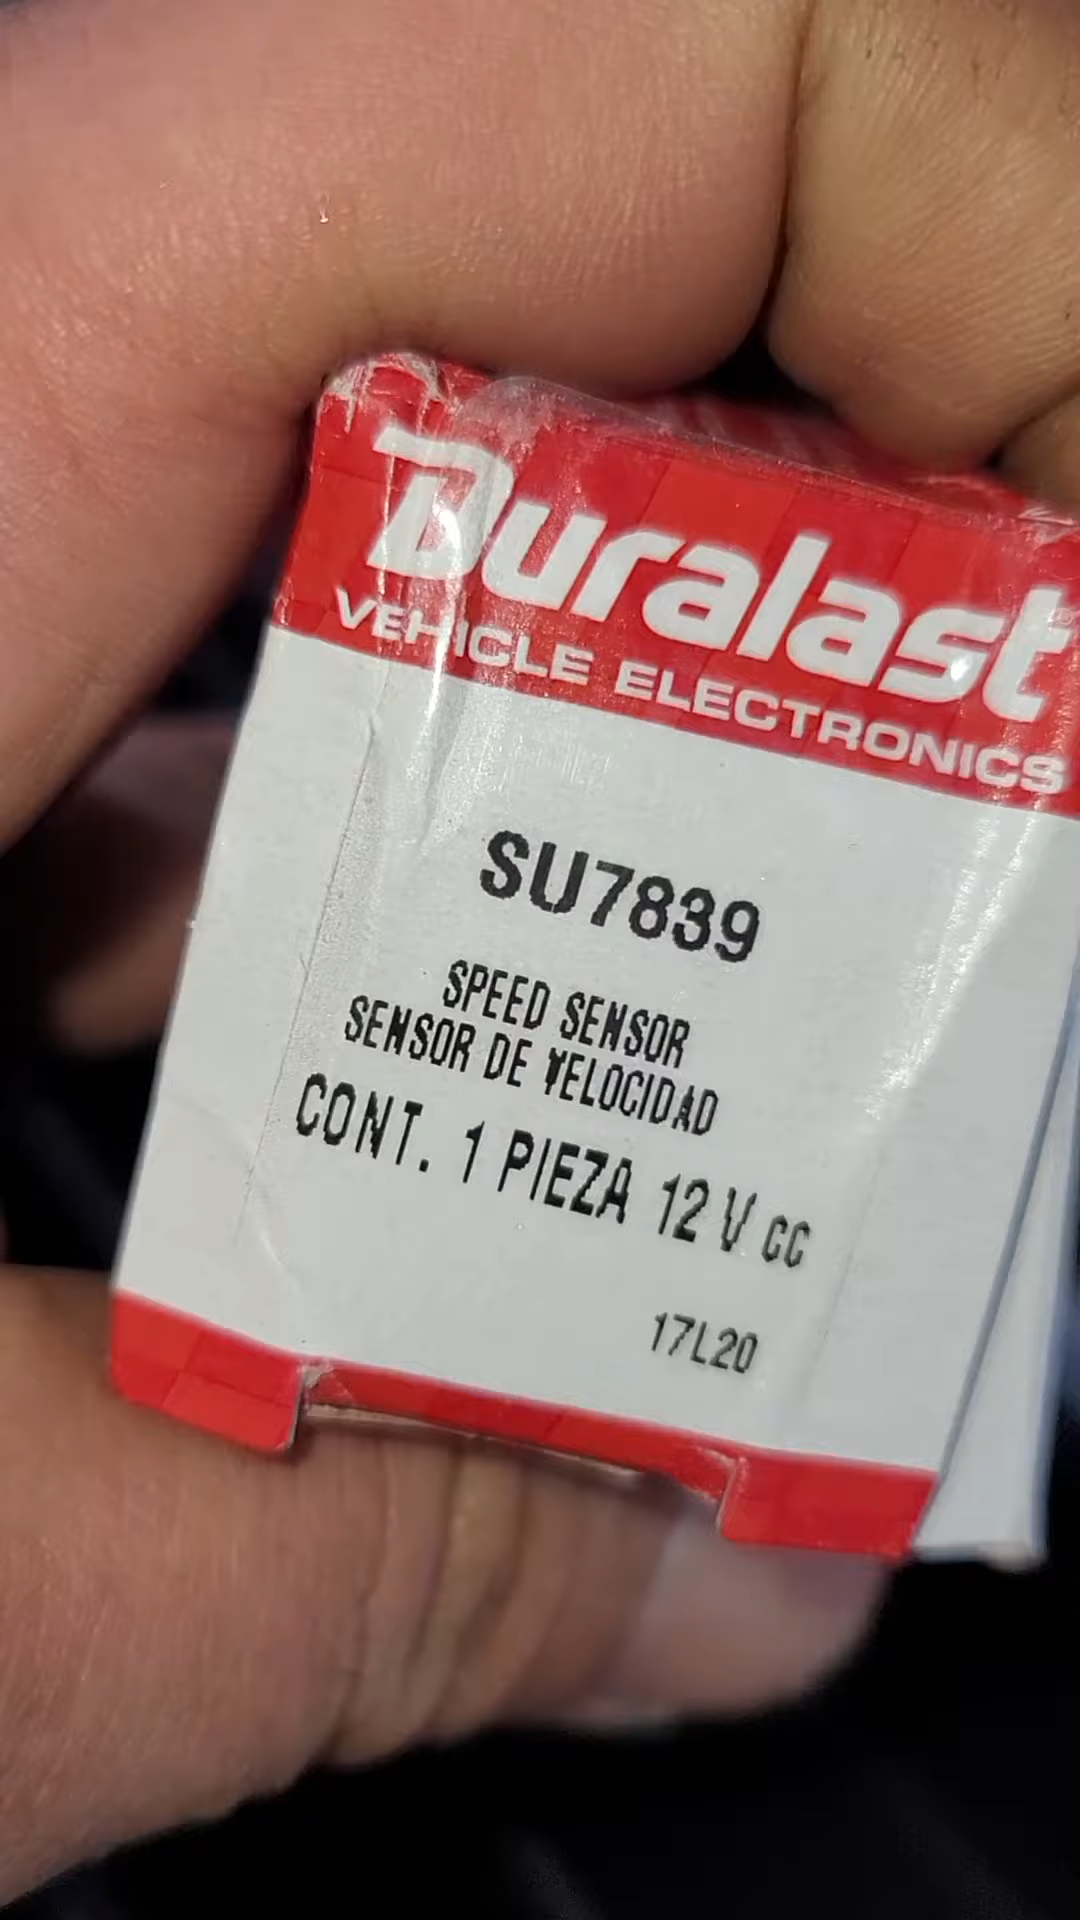 Duralast
VEHICLE ELECTRONICS
SU7839
SPEED SENSOR
SENSOR DE VELOCIDAD
CONT. 1 PIEZA 12 V cc
17L20